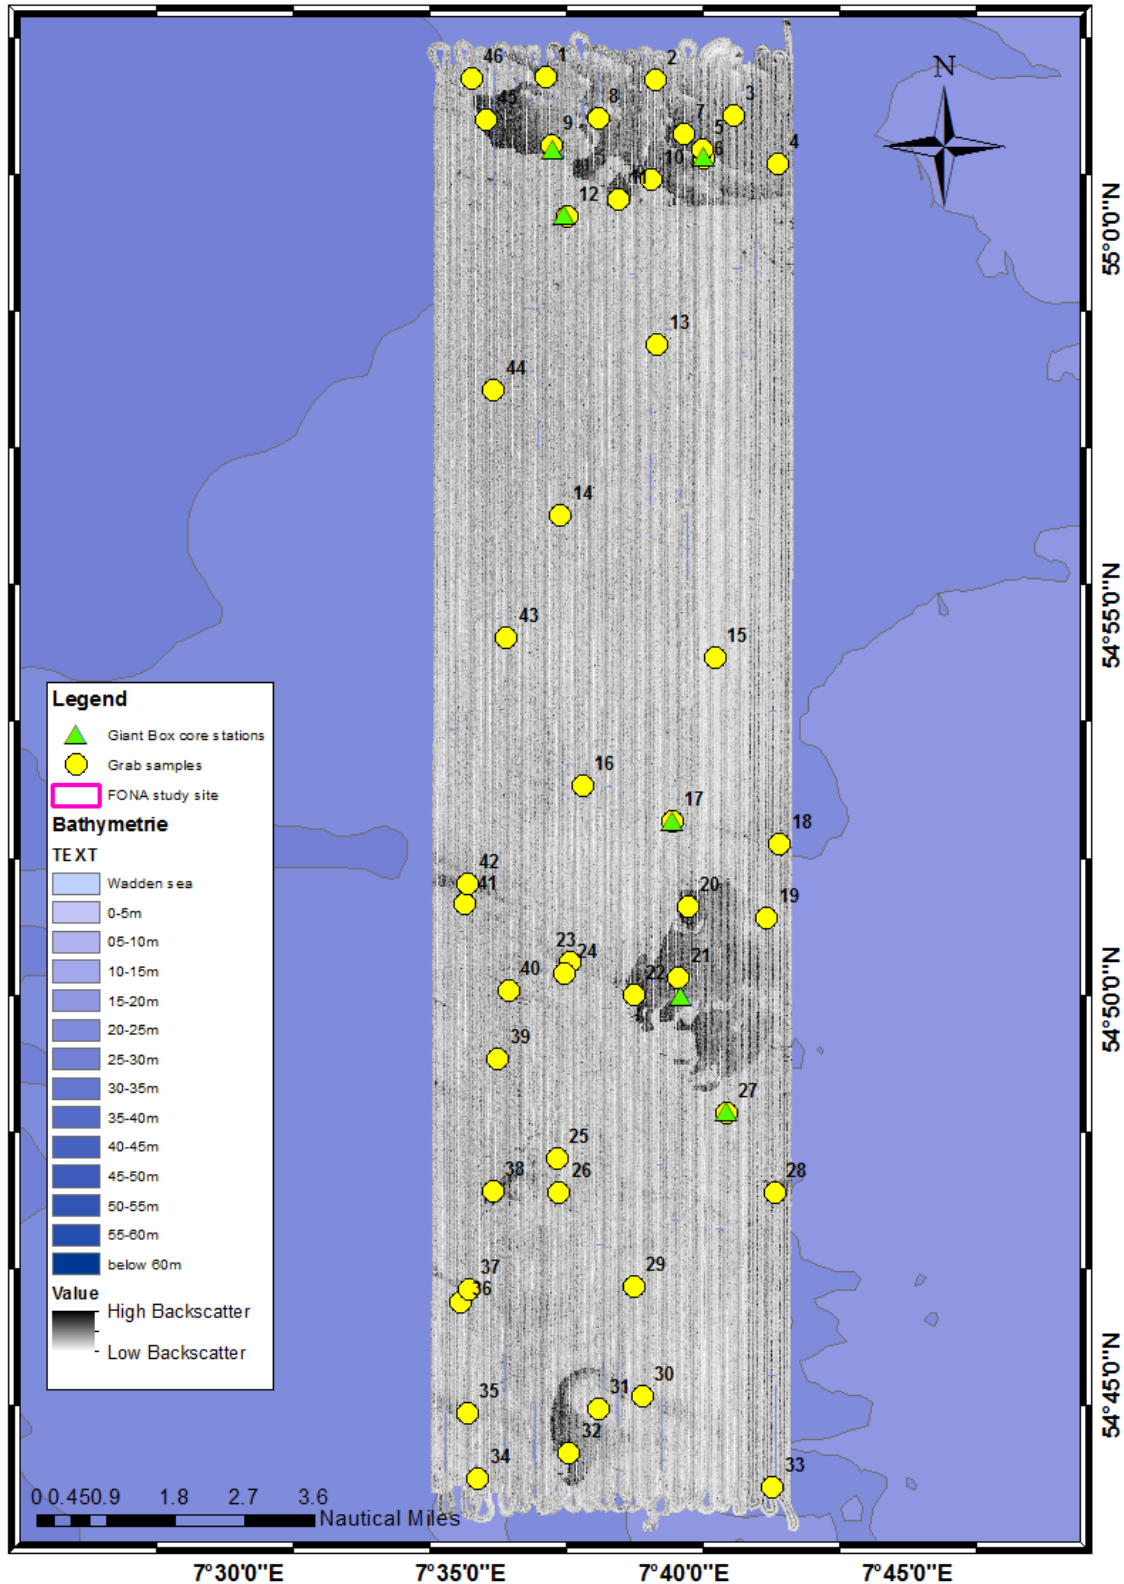 46
1
2
N
45
8
3
9
7
5
6
4
10
11
12
55°0'0"N
13
44
14
43
15
54°55'0"N
Legend
Giant Box core stations
Grab samples
FONA study site
Bathymetrie
TEXT
Wadden sea
0-5m
05-10m
10-15m
15-20m
20-25m
25-30m
30-35m
35-40m
40-45m
45-50m
50-55m
55-60m
below 60m
Value
High Backscatter
Low Backscatter
16
17
18
42
41
20
19
23
24
21
40
22
54°50'0"N
39
27
25
38
26
28
37
36
29
35
31
30
54°45'0"N
32
34
33
0 0.45 0.9 1.8 2.7 3.6
Nautical Miles
7°30'0"E 7°35'0"E 7°40'0"E 7°45'0"E